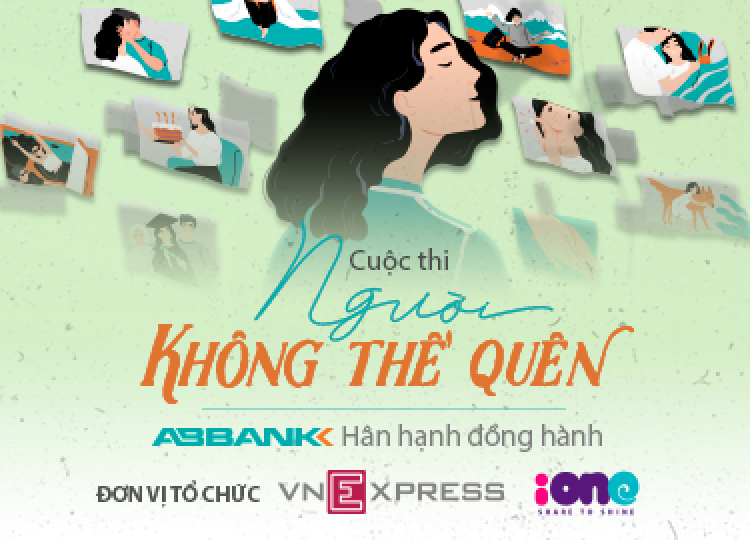 Cuộc thi
Người
KHÔNG THỂ QUÊN
ABBANK Hân hạnh đồng hành
ĐƠN VỊ TỔ CHỨC VNEXPRESS iOne
SHARE TO SHINE